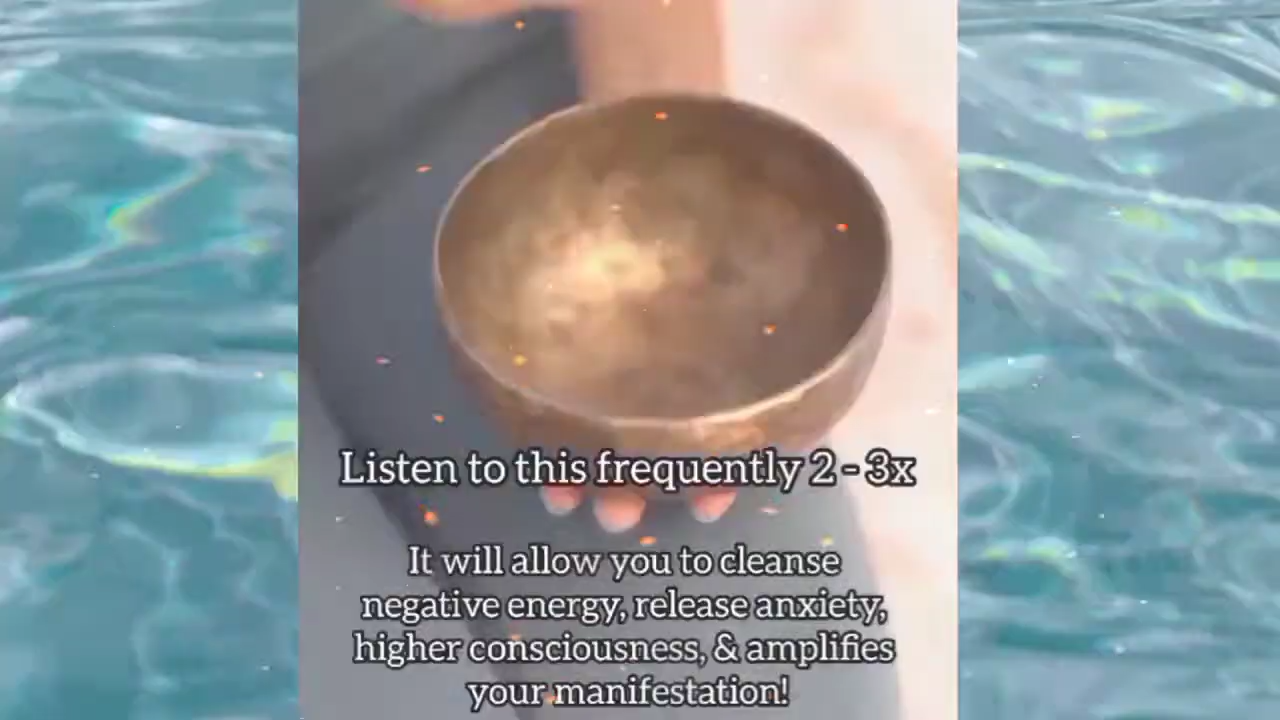 Listen to this frequently 2 - 3x
It will allow you to cleanse
negative energy, release anxiety,
higher consciousness, & amplifies
your manifestation!